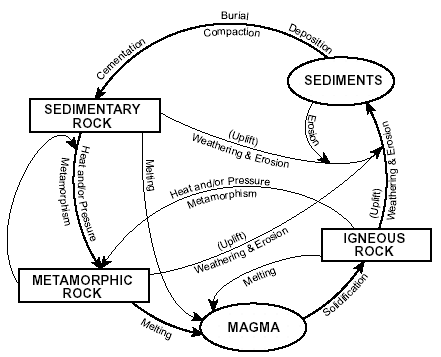 Burial
Compaction
Deposition
Cementation
SEDIMENTS
SEDIMENTARY
ROCK
Erosion
(Uplift)
Weathering & Erosion
(Uplift)
Weathering & Erosion
Heat and/or Pressure
Metamorphism
Melting
Heat and/or Pressure
Metamorphism
(Uplift)
Weathering & Erosion
IGNEOUS
ROCK
Melting
METAMORPHIC
ROCK
Melting
MAGMA
Solidification